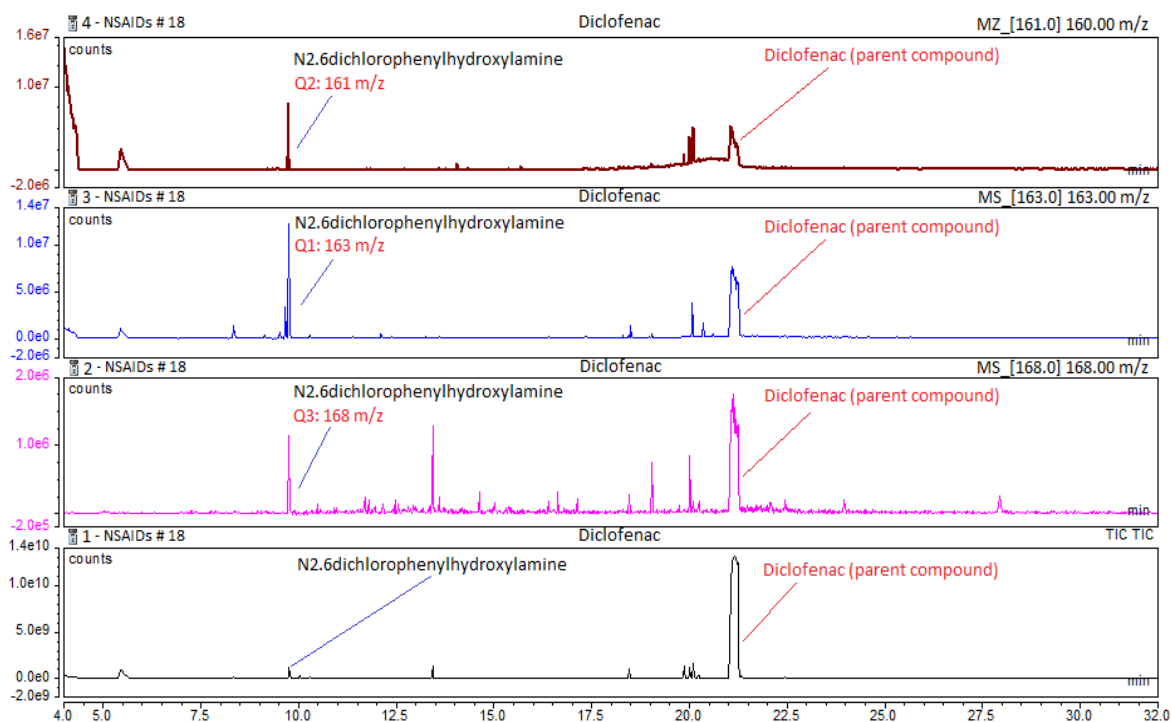 4 - NSAIDs # 18 Diclofenac MZ_[161.0] 160.00 m/z
1.6e7
counts
1.0e7
-2.0e6
N2.6dichlorophenylhydroxylamine
Q2: 161 m/z
Diclofenac (parent compound)
min
3 - NSAIDs # 18 Diclofenac MS_[163.0] 163.00 m/z
1.4e7
counts
1.0e7
5.0e6
0.0e0
-2.0e6
N2.6dichlorophenylhydroxylamine
Q1: 163 m/z
Diclofenac (parent compound)
min
2 - NSAIDs # 18 Diclofenac MS_[168.0] 168.00 m/z
2.0e6
counts
1.0e6
-2.0e5
N2.6dichlorophenylhydroxylamine
Q3: 168 m/z
Diclofenac (parent compound)
min
1 - NSAIDs # 18 Diclofenac TIC TIC
1.4e10
counts
1.0e10
5.0e9
0.0e0
-2.0e9
N2.6dichlorophenylhydroxylamine
Diclofenac (parent compound)
min
4.0 5.0 7.5 10.0 12.5 15.0 17.5 20.0 22.5 25.0 27.5 30.0 32.0